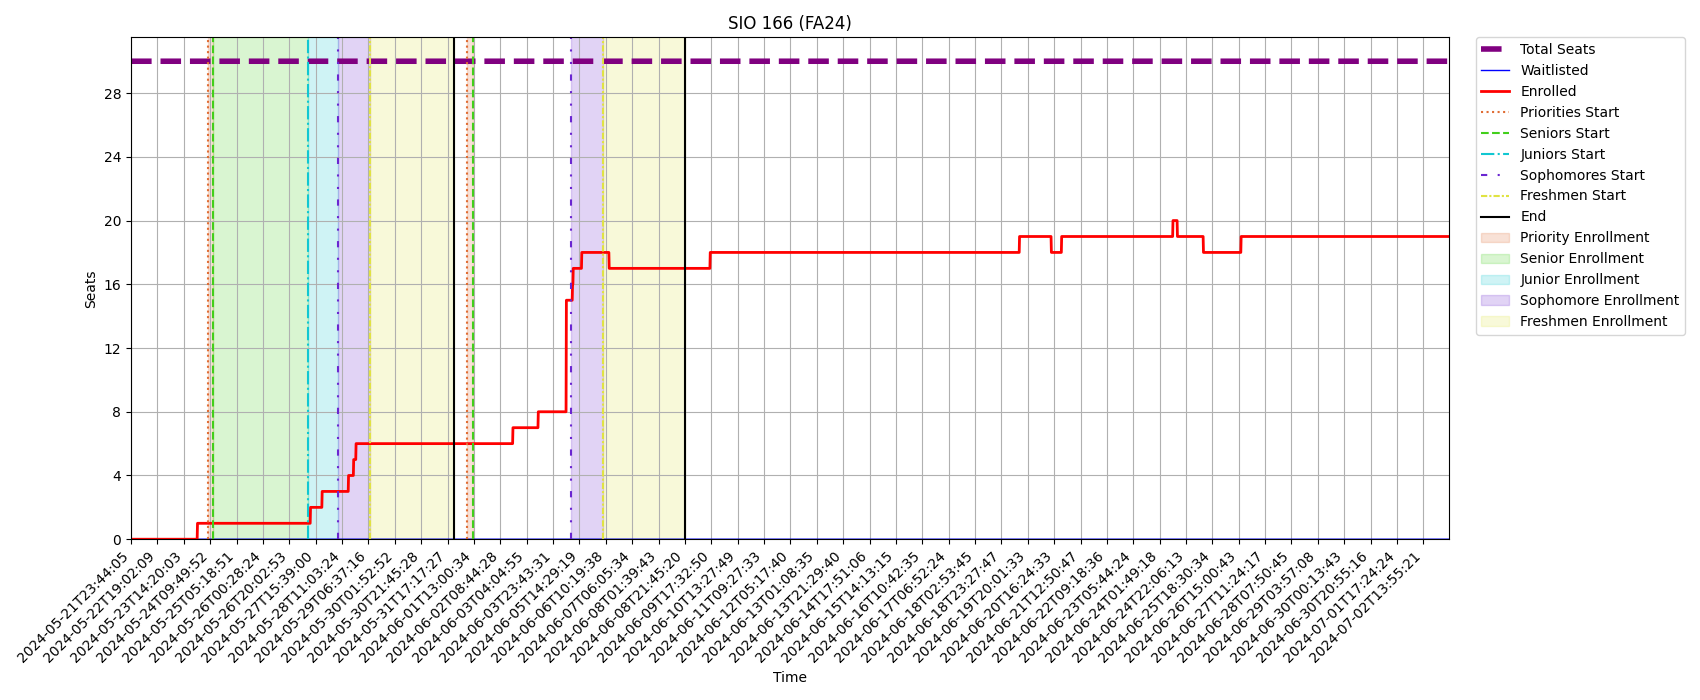 SIO 166 (FA24)
Total Seats
Waitlisted
Enrolled
Priorities Start
Seniors Start
Juniors Start
Sophomores Start
Freshmen Start
End
Priority Enrollment
Senior Enrollment
Junior Enrollment
Sophomore Enrollment
Freshmen Enrollment
Seats
28
24
20
16
12
8
4
0
2024-05-21T23:44:05
2024-05-22T19:02:09
2024-05-23T14:20:03
2024-05-24T09:49:52
2024-05-25T05:18:51
2024-05-26T00:28:24
2024-05-26T20:02:53
2024-05-27T15:39:00
2024-05-28T11:03:24
2024-05-29T06:37:16
2024-05-30T01:52:52
2024-05-30T21:45:28
2024-05-31T17:17:27
2024-06-01T13:00:34
2024-06-02T08:44:28
2024-06-03T04:04:55
2024-06-03T23:43:31
2024-06-05T14:29:19
2024-06-06T10:19:38
2024-06-07T06:05:34
2024-06-08T01:39:43
2024-06-08T21:45:20
2024-06-09T17:32:50
2024-06-10T13:27:49
2024-06-11T09:27:33
2024-06-12T05:17:40
2024-06-13T01:08:35
2024-06-13T21:29:40
2024-06-14T17:51:06
2024-06-15T14:13:15
2024-06-16T10:42:35
2024-06-17T06:52:24
2024-06-18T02:53:45
2024-06-18T23:27:47
2024-06-19T20:01:33
2024-06-20T16:24:33
2024-06-21T12:50:47
2024-06-22T09:18:36
2024-06-23T05:44:24
2024-06-24T01:49:18
2024-06-24T22:06:13
2024-06-25T18:30:34
2024-06-26T15:00:43
2024-06-27T11:24:17
2024-06-28T07:50:45
2024-06-29T03:57:08
2024-06-30T00:13:43
2024-06-30T20:55:16
2024-07-01T17:24:24
2024-07-02T13:55:21
Time